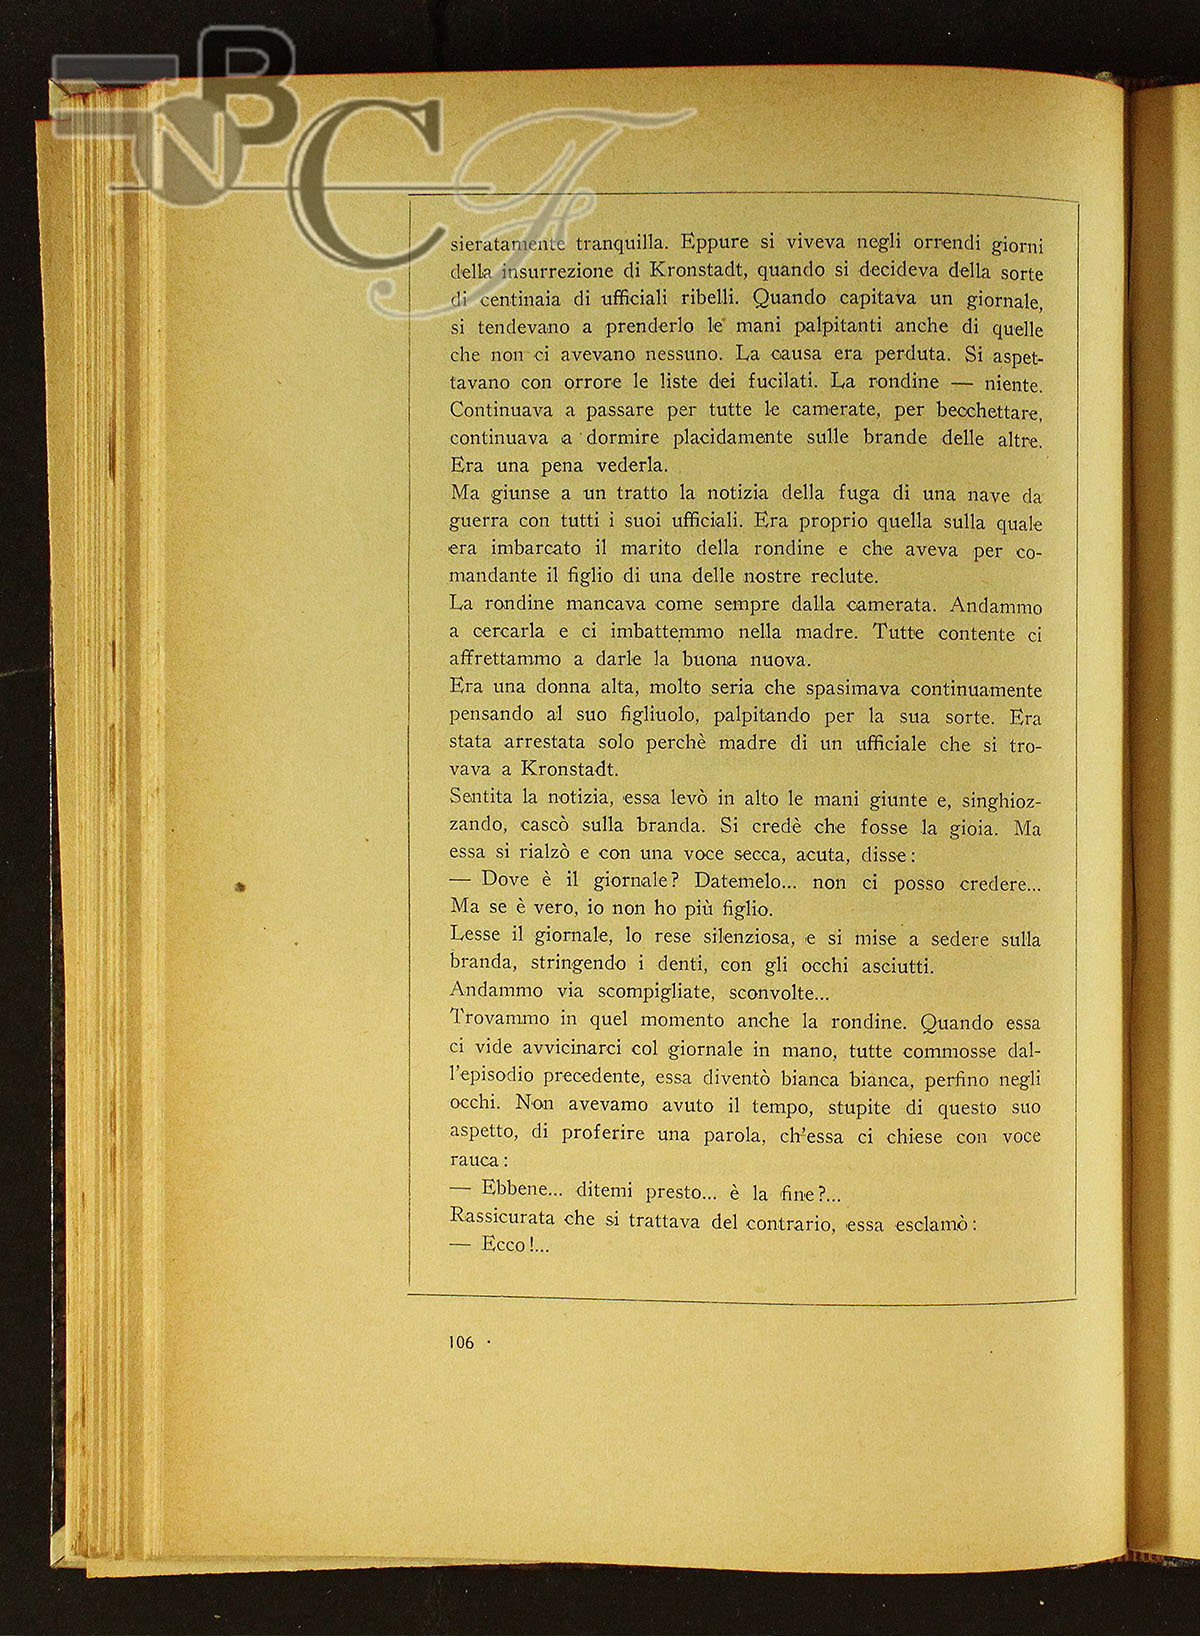 BNCF
sieratamente tranquilla. Eppure si viveva negli orrendi giorni
della insurrezione di Kronstadt, quando si decideva della sorte
di centinaia di ufficiali ribelli. Quando capitava un giornale,
si tendevano a prenderlo le mani palpitanti anche di quelle
che non ci avevano nessuno. La causa era perduta. Si aspet-
tavano con orrore le liste dei fucilati. La rondine — niente.
Continuava a passare per tutte le camerate, per becchettare,
continuava a dormire placidamente sulle brande delle altre.
Era una pena vederla.
Ma giunse a un tratto la notizia della fuga di una nave da
guerra con tutti i suoi ufficiali. Era proprio quella sulla quale
era imbarcato il marito della rondine e che aveva per co-
mandante il figlio di una delle nostre reclute.
La rondine mancava come sempre dalla camerata. Andammo
a cercarla e ci imbattemmo nella madre. Tutte contente ci
affrettammo a darle la buona nuova.
Era una donna alta, molto seria che spasimava continuamente
pensando al suo figliuolo, palpitando per la sua sorte. Era
stata arrestata solo perchè madre di un ufficiale che si tro-
vava a Kronstadt.
Sentita la notizia, essa levò in alto le mani giunte e, singhioz-
zando, cascò sulla branda. Si credè che fosse la gioia. Ma
essa si rialzò e con una voce secca, acuta, disse:
— Dove è il giornale? Datemelo... non ci posso credere...
Ma se è vero, io non ho più figlio.
Lesse il giornale, lo rese silenziosa, e si mise a sedere sulla
branda, stringendo i denti, con gli occhi asciutti.
Andammo via scompigliate, sconvolte...
Trovammo in quel momento anche la rondine. Quando essa
ci vide avvicinarci col giornale in mano, tutte commosse dal-
l'episodio precedente, essa diventò bianca bianca, perfino negli
occhi. Non avevamo avuto il tempo, stupite di questo suo
aspetto, di proferire una parola, ch'essa ci chiese con voce
rauca:
— Ebbene... ditemi presto... è la fine?...
Rassicurata che si trattava del contrario, essa esclamò:
— Ecco!...
106